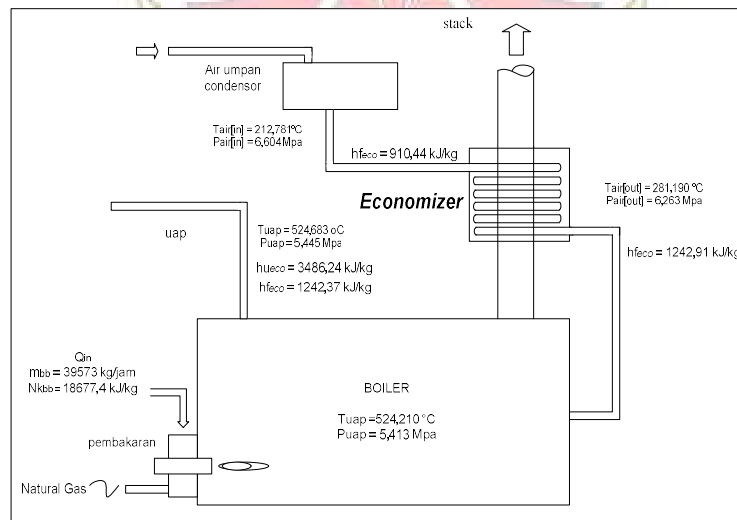 stack
Air umpan
condensor
Tair[in] = 212,781°C
Pair[in] = 6,604 Mpa
hfeco = 910,44 kJ/kg
Economizer
Tair[out] = 281,190 °C
Pair[out] = 6,263 Mpa
hfeco = 1242,91 kJ/kg
uap
Tuap = 524,683 oC
Puap = 5,445 Mpa
hueco = 3486,24 kJ/kg
hfeco = 1242,37 kJ/kg
Qin
mbb = 39573 kg/jam
Nkbb = 18677,4 kJ/kg
BOILER
Tuap =524,210 °C
Puap = 5,413 Mpa
pembakaran
Natural Gas